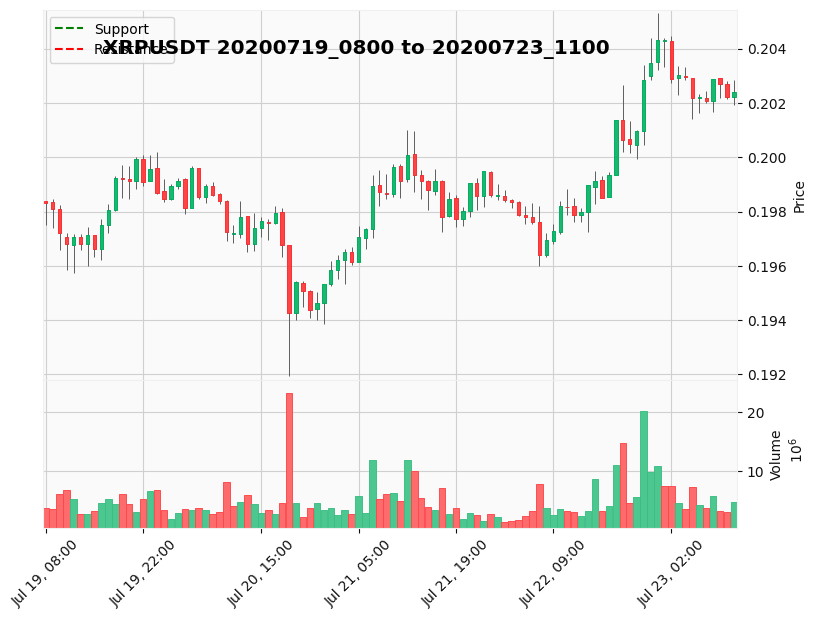 Support
Resistance
XRPUSDT 20200719_0800 to 20200723_1100
0.204
0.202
0.200
0.198
0.196
0.194
0.192
Price
20
10
Volume
10^6
Jul 19, 08:00
Jul 19, 22:00
Jul 20, 15:00
Jul 21, 05:00
Jul 21, 19:00
Jul 22, 09:00
Jul 23, 02:00